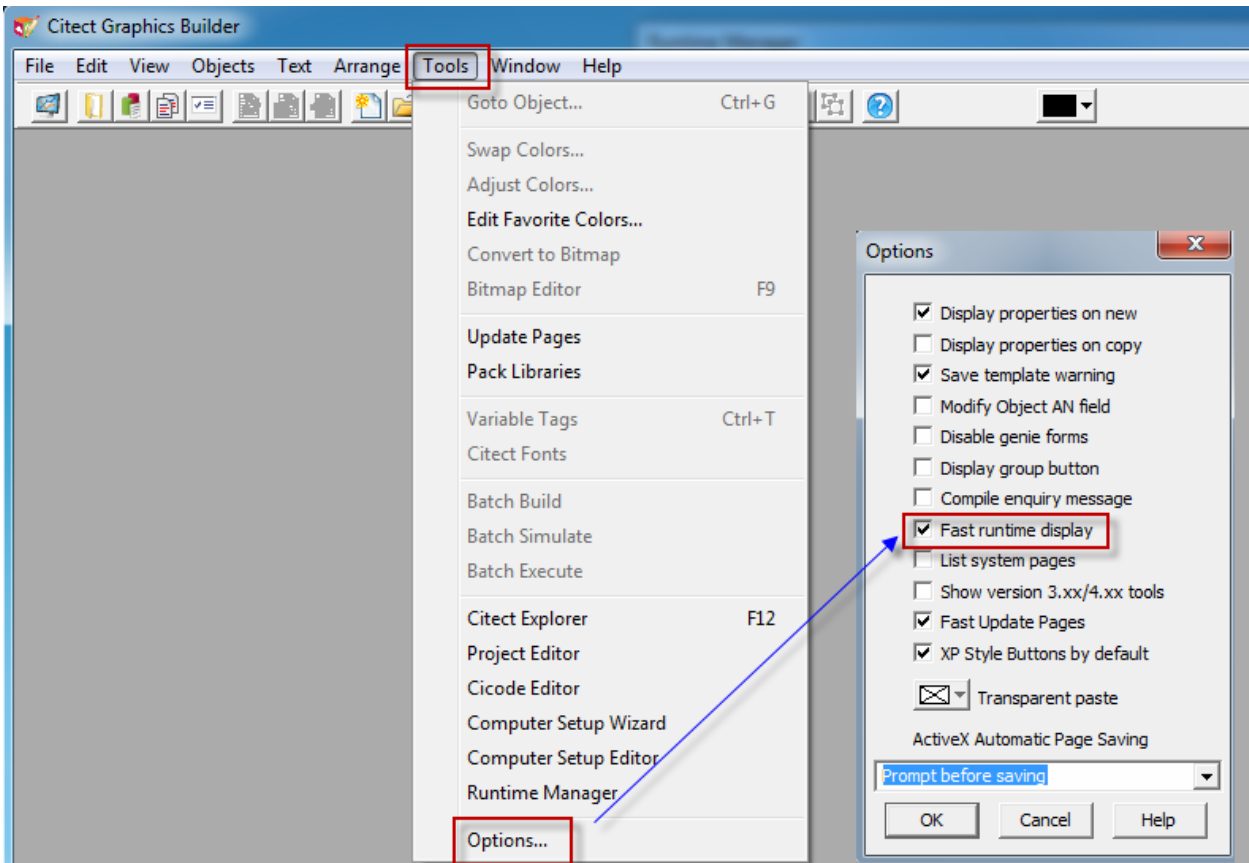 Citect Graphics Builder
Runtime Manager
File Edit View Objects Text Arrange Tools Window Help
Goto Object... Ctrl+G
Swap Colors...
Adjust Colors...
Edit Favorite Colors...
Convert to Bitmap
Bitmap Editor F9
Update Pages
Pack Libraries
Variable Tags Ctrl+T
Citect Fonts
Batch Build
Batch Simulate
Batch Execute
Citect Explorer F12
Project Editor
Cicode Editor
Computer Setup Wizard
Computer Setup Editor
Runtime Manager
Options...
Options
Display properties on new
Display properties on copy
Save template warning
Modify Object AN field
Disable genie forms
Display group button
Compile enquiry message
Fast runtime display
List system pages
Show version 3.xx/4.xx tools
Fast Update Pages
XP Style Buttons by default
Transparent paste
ActiveX Automatic Page Saving
Prompt before saving
OK Cancel Help